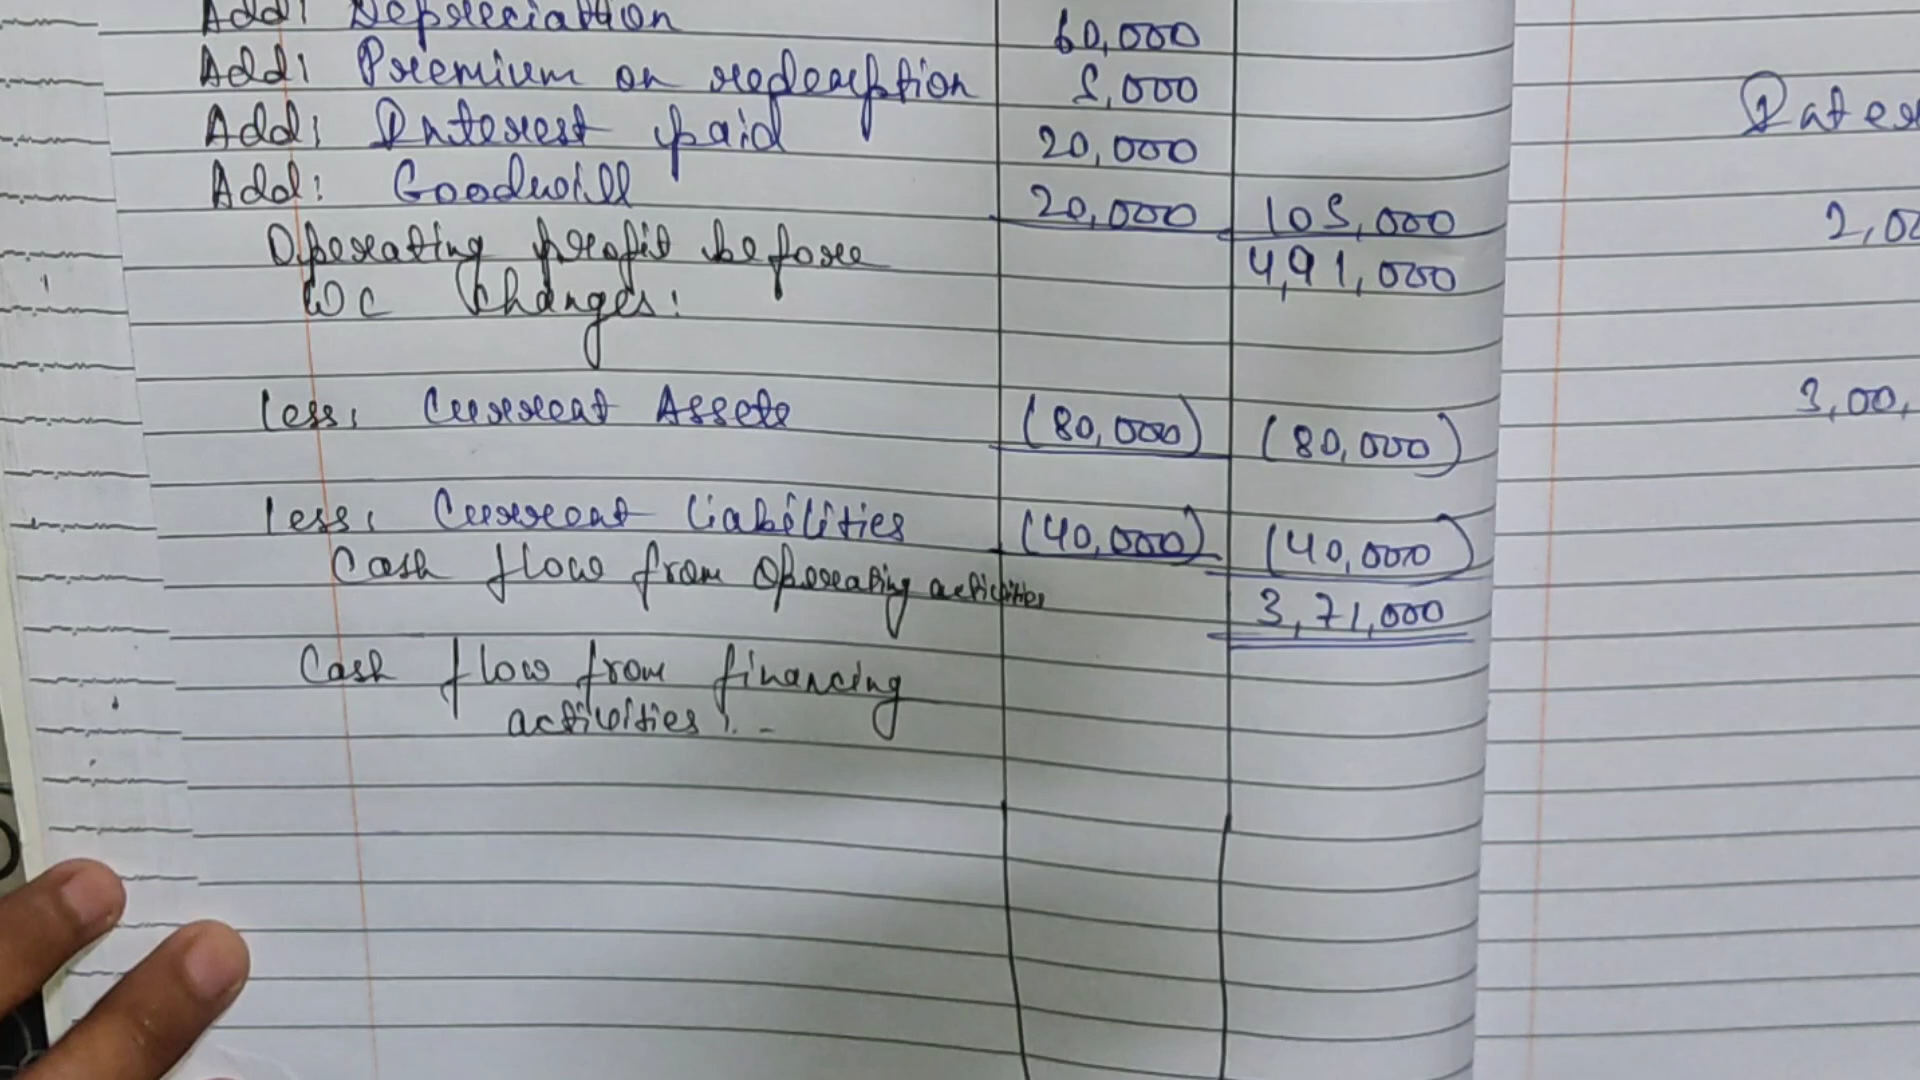 Add: Depreciation 60,000
Add: Premium on redemption 5,000
Add: Interest paid 20,000
Add: Goodwill 20,000 105,000
Operating profit before 4,91,000
WC Changes:
Less: Current Assets (80,000) (80,000)
Less: Current liabilities (40,000) (40,000)
Cash flow from Operating activities 3,71,000
Cash flow from financing
activities :-
Inter
2,00
3,00,